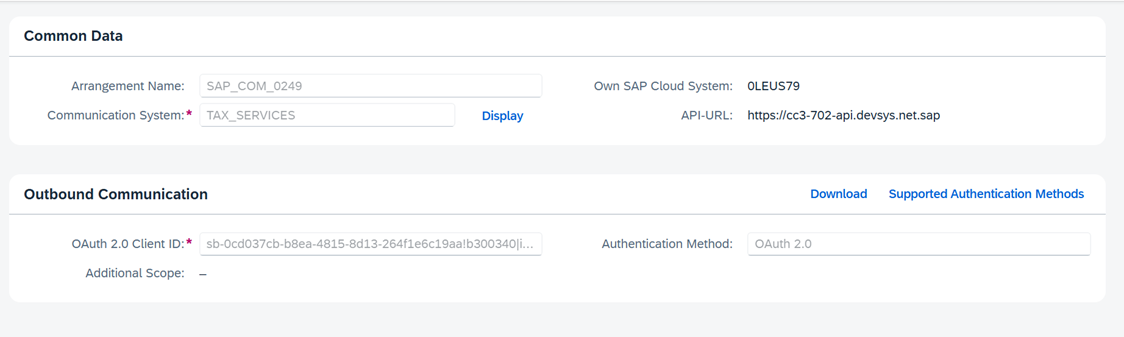 Common Data
Arrangement Name: SAP_COM_0249 Own SAP Cloud System: 0LEUS79
Communication System:* TAX_SERVICES Display API-URL: https://cc3-702-api.devsys.net.sap
Outbound Communication Download Supported Authentication Methods
OAuth 2.0 Client ID:* sb-0cd037cb-b8ea-4815-8d13-264f1e6c19aa!b300340|i... Authentication Method: OAuth 2.0
Additional Scope: –